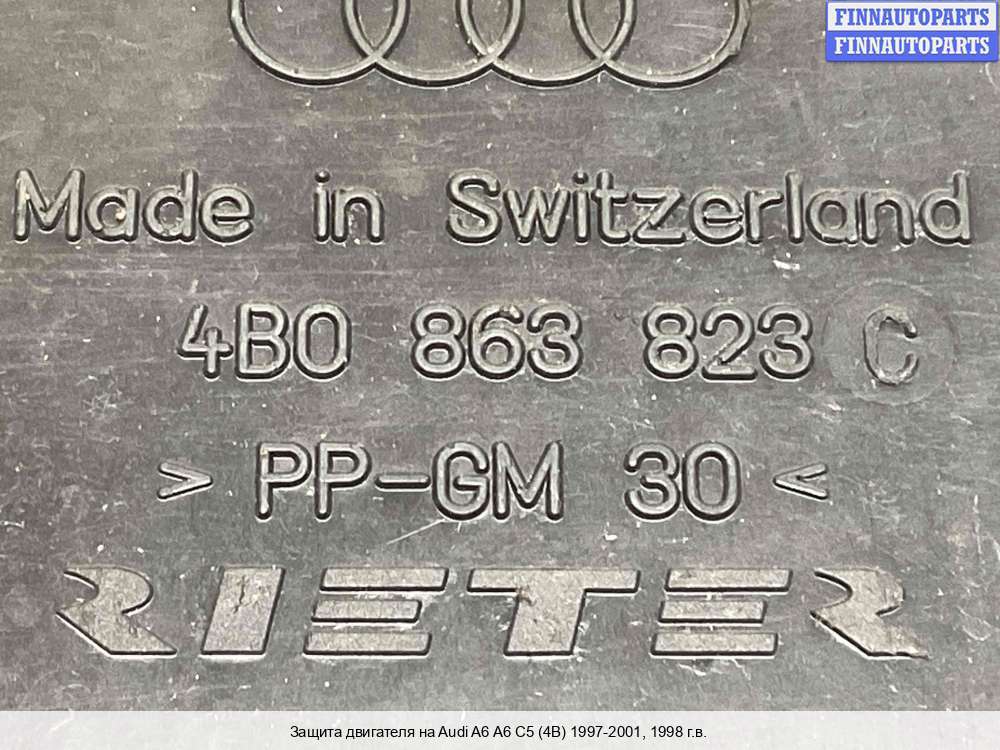 FINNAUTOPARTS
FINNAUTOPARTS
Made in Switzerland
4B0 863 823 C
> PP-GM 30 <
RIETER
Защита двигателя на Audi A6 A6 C5 (4B) 1997-2001, 1998 г.в.